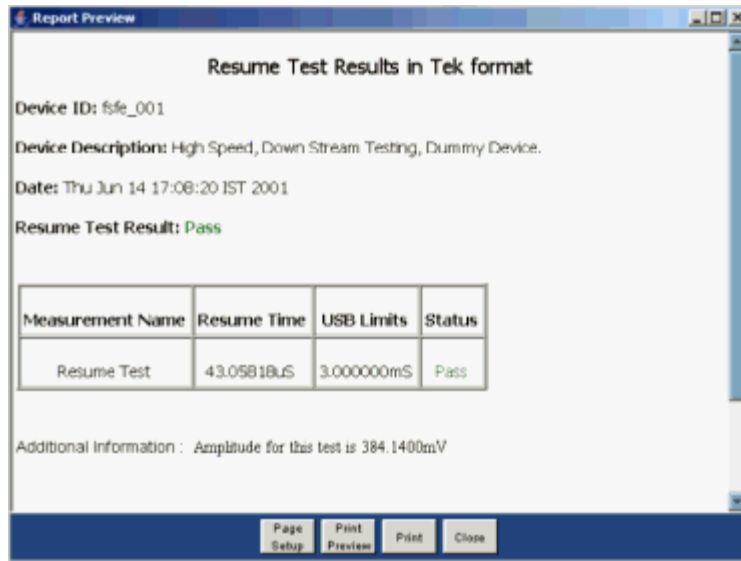 Report Preview
Resume Test Results in Tek format
Device ID: fsfe_001
Device Description: High Speed, Down Stream Testing, Dummy Device.
Date: Thu Jun 14 17:08:20 IST 2001
Resume Test Result: Pass
Measurement Name Resume Time USB Limits Status
Resume Test 43.05818uS 3.000000mS Pass
Additional Information : Amplitude for this test is 384.1400mV
Page Setup Print Preview Print Close